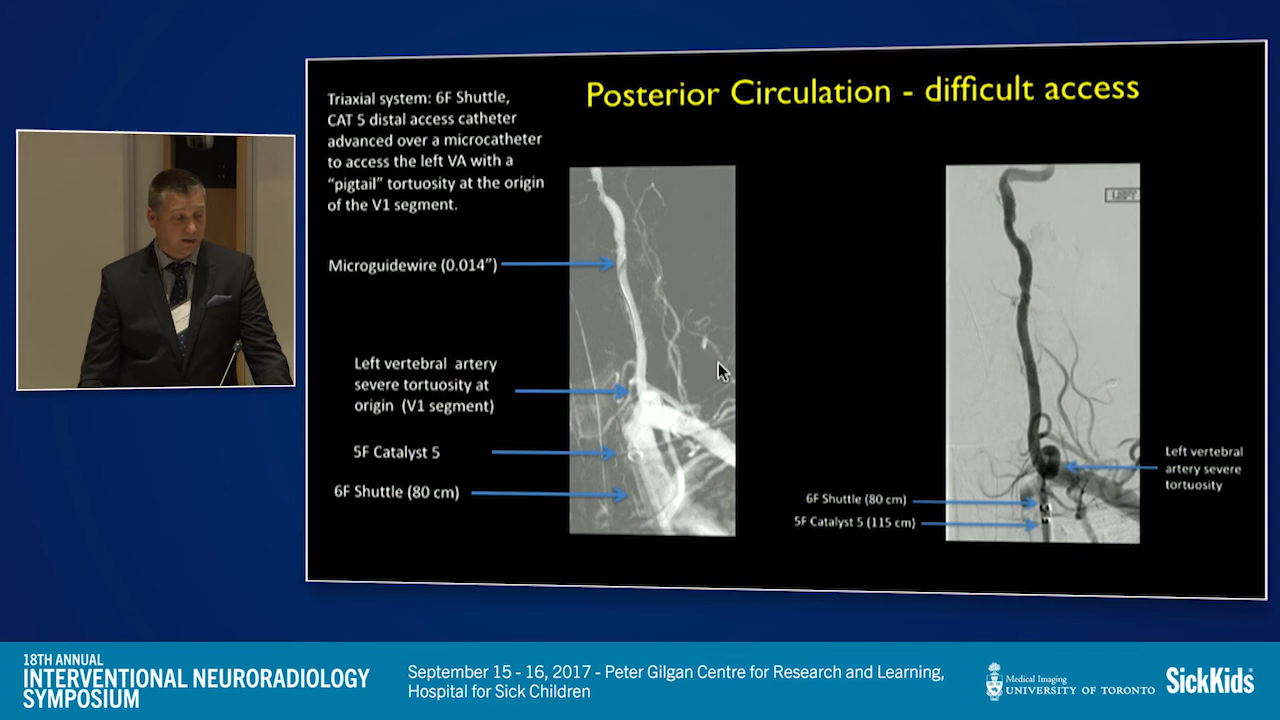 Posterior Circulation - difficult access
Triaxial system: 6F Shuttle,
CAT 5 distal access catheter
advanced over a microcatheter
to access the left VA with a
“pigtail” tortuosity at the origin
of the V1 segment.
Microguidewire (0.014”)
Left vertebral artery
severe tortuosity at
origin (V1 segment)
5F Catalyst 5
6F Shuttle (80 cm)
LEFT
Left vertebral
artery severe
tortuosity
6F Shuttle (80 cm)
5F Catalyst 5 (115 cm)
18TH ANNUAL
INTERVENTIONAL NEURORADIOLOGY
SYMPOSIUM
September 15 - 16, 2017 - Peter Gilgan Centre for Research and Learning,
Hospital for Sick Children
Medical Imaging
UNIVERSITY OF TORONTO
SickKids